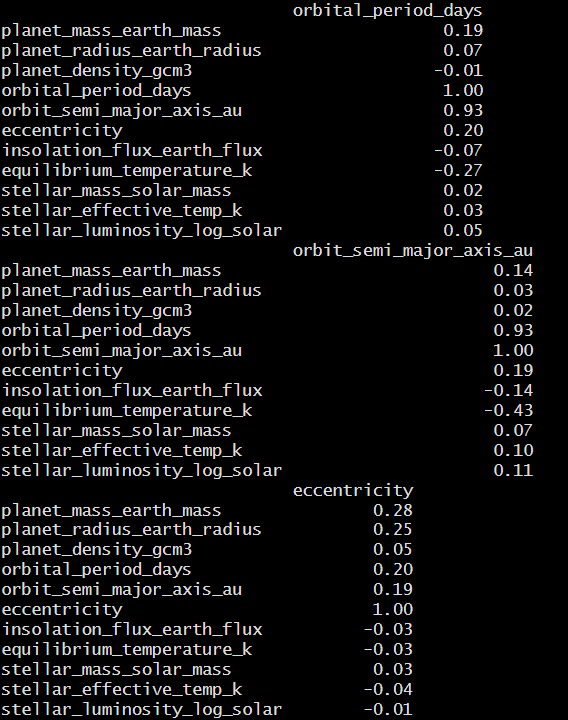 orbital_period_days
planet_mass_earth_mass 0.19
planet_radius_earth_radius 0.07
planet_density_gcm3 -0.01
orbital_period_days 1.00
orbit_semi_major_axis_au 0.93
eccentricity 0.20
insolation_flux_earth_flux -0.07
equilibrium_temperature_k -0.27
stellar_mass_solar_mass 0.02
stellar_effective_temp_k 0.03
stellar_luminosity_log_solar 0.05
orbit_semi_major_axis_au
planet_mass_earth_mass 0.14
planet_radius_earth_radius 0.03
planet_density_gcm3 0.02
orbital_period_days 0.93
orbit_semi_major_axis_au 1.00
eccentricity 0.19
insolation_flux_earth_flux -0.14
equilibrium_temperature_k -0.43
stellar_mass_solar_mass 0.07
stellar_effective_temp_k 0.10
stellar_luminosity_log_solar 0.11
eccentricity
planet_mass_earth_mass 0.28
planet_radius_earth_radius 0.25
planet_density_gcm3 0.05
orbital_period_days 0.20
orbit_semi_major_axis_au 0.19
eccentricity 1.00
insolation_flux_earth_flux -0.03
equilibrium_temperature_k -0.03
stellar_mass_solar_mass 0.03
stellar_effective_temp_k -0.04
stellar_luminosity_log_solar -0.01